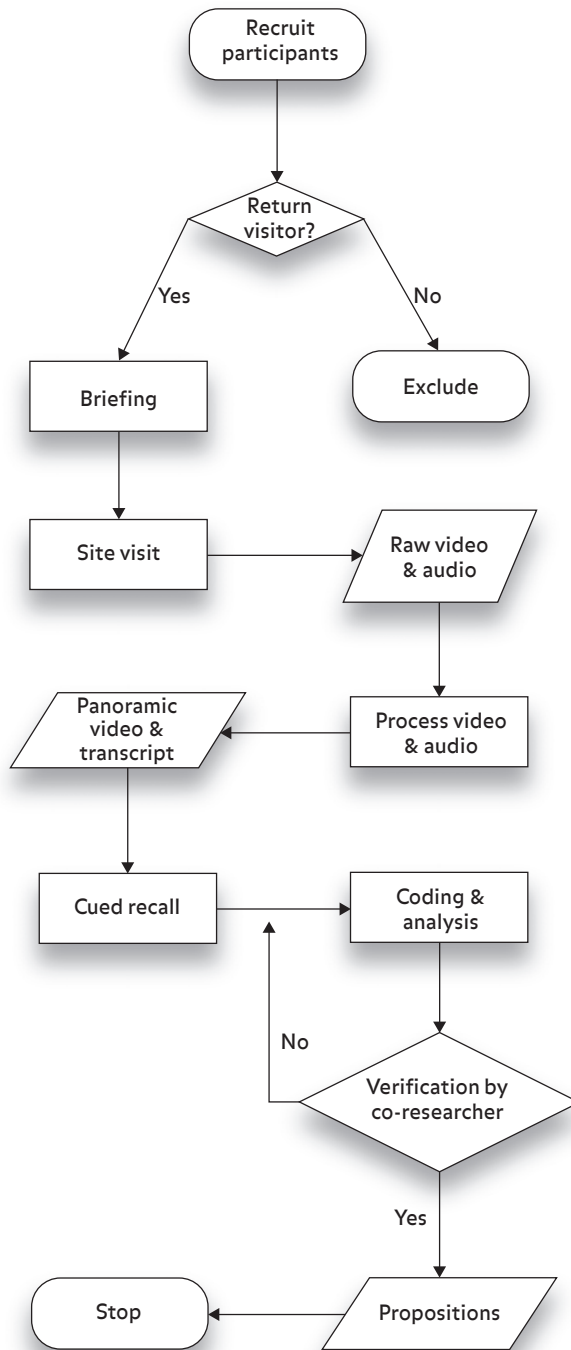 Recruit
participants
Return
visitor?
Yes
No
Briefing
Exclude
Site visit
Raw video
& audio
Panoramic
video &
transcript
Process video
& audio
Cued recall
Coding &
analysis
No
Verification by
co-researcher
Yes
Stop
Propositions